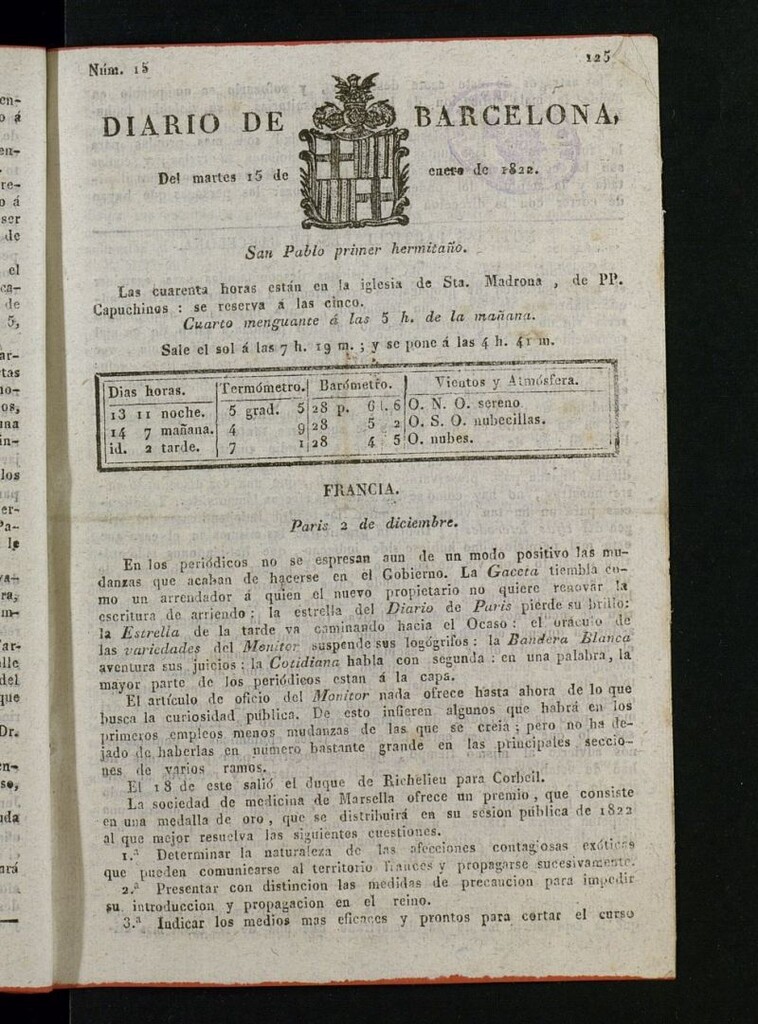 Núm. 15
125
DIARIO DE BARCELONA,
Del martes 15 de enero de 1822.
San Pablo primer hermitaño.
Las cuarenta horas están en la iglesia de Sta. Madrona , de PP.
Capuchinos : se reserva á las cinco.
Cuarto menguante á las 5 h. de la mañana.
Sale el sol á las 7 h. 19 m. ; y se pone á las 4 h. 41 m.
Dias horas. Termómetro. Barómetro. Vientos y Atmósfera.
13 11 noche. 5 grad. 5 28 p. 6 l. 6 O. N. O. sereno
14 7 mañana. 4 9 28 5 2 O. S. O. nubecillas.
id. 2 tarde. 7 1 28 4 5 O. nubes.
FRANCIA.
Paris 2 de diciembre.
En los periódicos no se espresan aun de un modo positivo las mu-
danzas que acaban de hacerse en el Gobierno. La Gaceta tiembla co-
mo un arrendador á quien el nuevo propietario no quiere renovar la
escritura de arriendo : la estrella del Diario de Paris pierde su brillo:
la Estrella de la tarde va caminando hacia el Ocaso : el oráculo de
las variedades del Monitor suspende sus logógrifos : la Bandera Blanca
aventura sus juicios : la Cotidiana habla con segunda : en una palabra, la
mayor parte de los periódicos estan á la capa.
El artículo de oficio del Monitor nada ofrece hasta ahora de lo que
busca la curiosidad pública. De esto infieren algunos que habrá en los
primeros empleos menos mudanzas de las que se creia ; pero no ha de-
jado de haberlas en número bastante grande en las principales seccio-
nes de varios ramos.
El 18 de este salió el duque de Richelieu para Corbeil.
La sociedad de medicina de Marsella ofrece un premio , que consiste
en una medalla de oro , que se distribuirá en su sesion pública de 1822
al que mejor resuelva las siguientes cuestiones.
1.ª Determinar la naturaleza de las afecciones contagiosas exóticas
que pueden comunicarse al territorio frances y propagarse sucesivamente.
2.ª Presentar con distincion las medidas de precaucion para impedir
su introduccion y propagacion en el reino.
3.ª Indicar los medios mas eficaces y prontos para cortar el curso